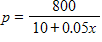 p = 800 / (10 + 0.05x)